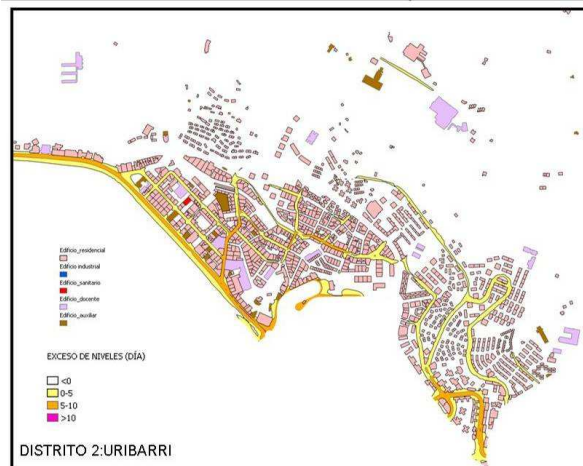 Edificio_residencial
Edificio industrial
Edificio_sanitario
Edificio_docente
Edificio_auxiliar
EXCESO DE NIVELES (DÍA)
<0
0-5
5-10
>10
DISTRITO 2:URIBARRI